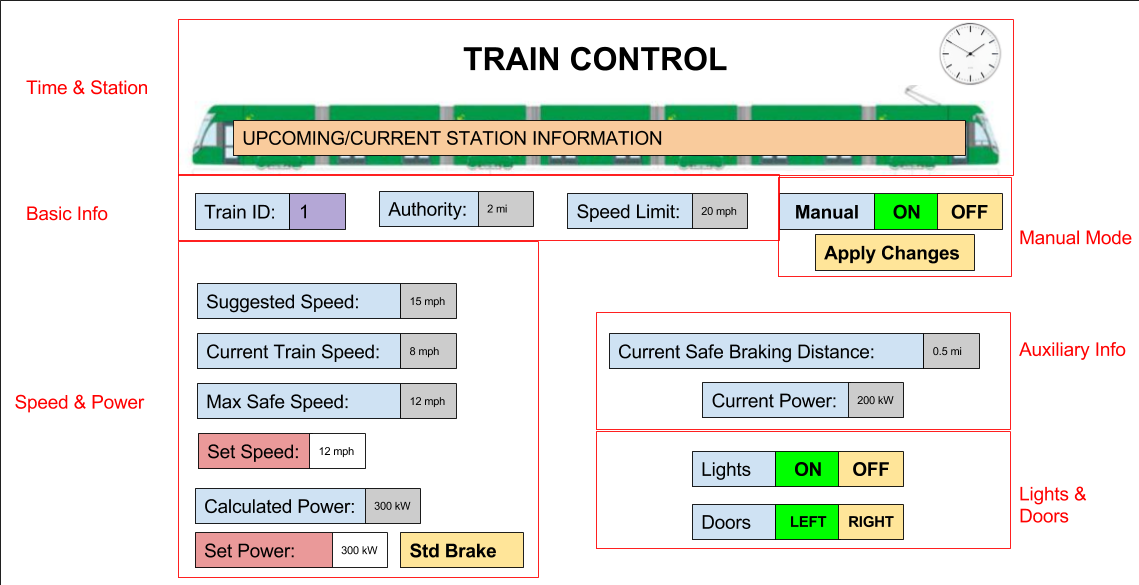 TRAIN CONTROL
Time & Station
UPCOMING/CURRENT STATION INFORMATION
Basic Info
Train ID: 1
Authority: 2 mi
Speed Limit: 20 mph
Manual ON OFF
Apply Changes
Manual Mode
Suggested Speed: 15 mph
Current Train Speed: 8 mph
Max Safe Speed: 12 mph
Set Speed: 12 mph
Calculated Power: 300 kW
Set Power: 300 kW
Std Brake
Speed & Power
Current Safe Braking Distance: 0.5 mi
Current Power: 200 kW
Auxiliary Info
Lights ON OFF
Doors LEFT RIGHT
Lights &
Doors